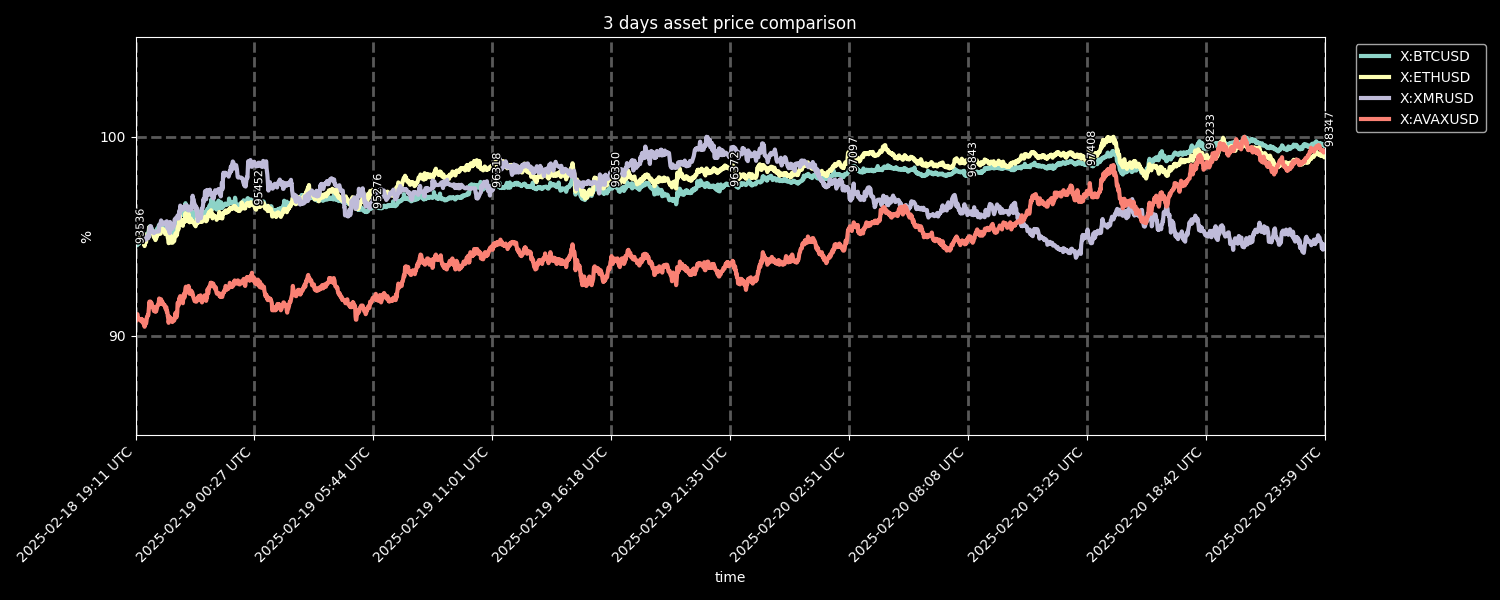 3 days asset price comparison
X:BTCUSD
X:ETHUSD
X:XMRUSD
X:AVAXUSD
%
100
90
93536
95452
95276
96318
96350
96372
97097
96843
97408
98233
98347
2025-02-18 19:11 UTC
2025-02-19 00:27 UTC
2025-02-19 05:44 UTC
2025-02-19 11:01 UTC
2025-02-19 16:18 UTC
2025-02-19 21:35 UTC
2025-02-20 02:51 UTC
2025-02-20 08:08 UTC
2025-02-20 13:25 UTC
2025-02-20 18:42 UTC
2025-02-20 23:59 UTC
time